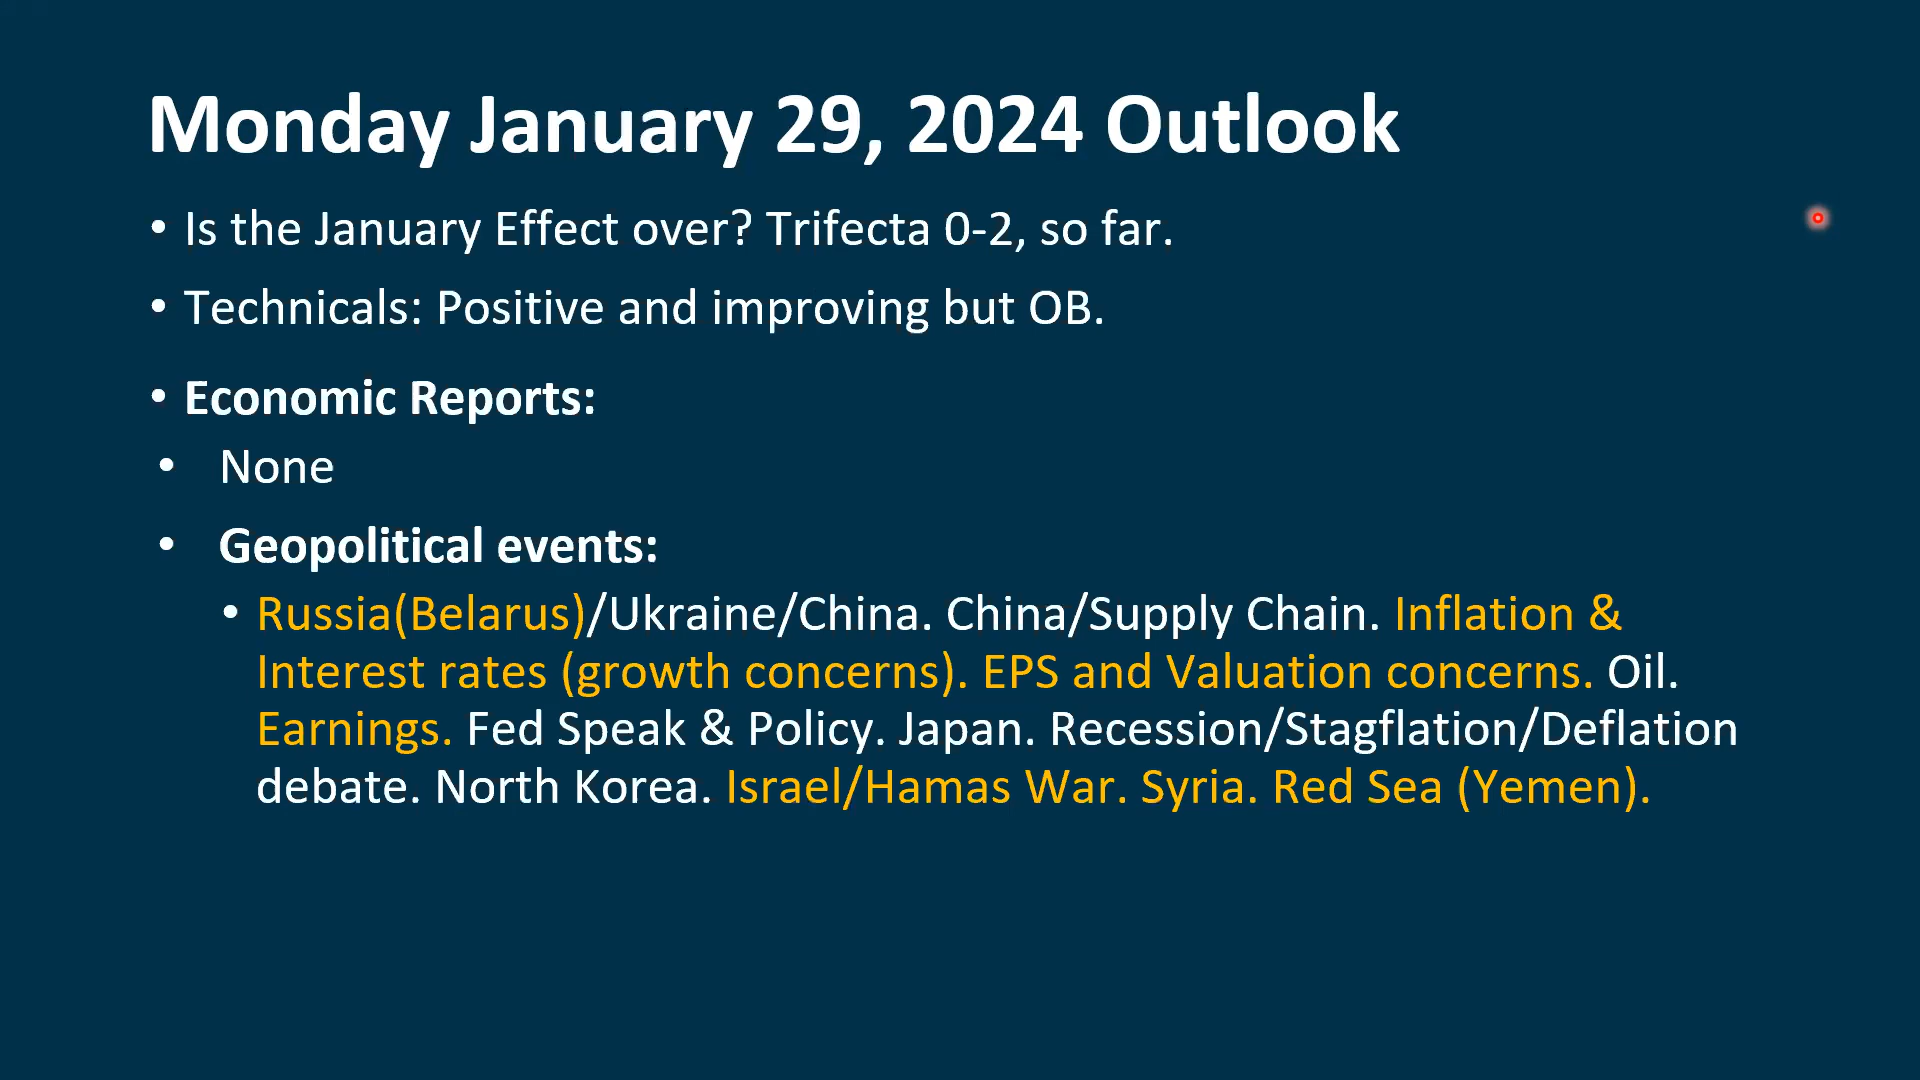 Monday January 29, 2024 Outlook
• Is the January Effect over? Trifecta 0-2, so far.
• Technicals: Positive and improving but OB.
• Economic Reports:
• None
• Geopolitical events:
• Russia(Belarus)/Ukraine/China. China/Supply Chain. Inflation &
Interest rates (growth concerns). EPS and Valuation concerns. Oil.
Earnings. Fed Speak & Policy. Japan. Recession/Stagflation/Deflation
debate. North Korea. Israel/Hamas War. Syria. Red Sea (Yemen).